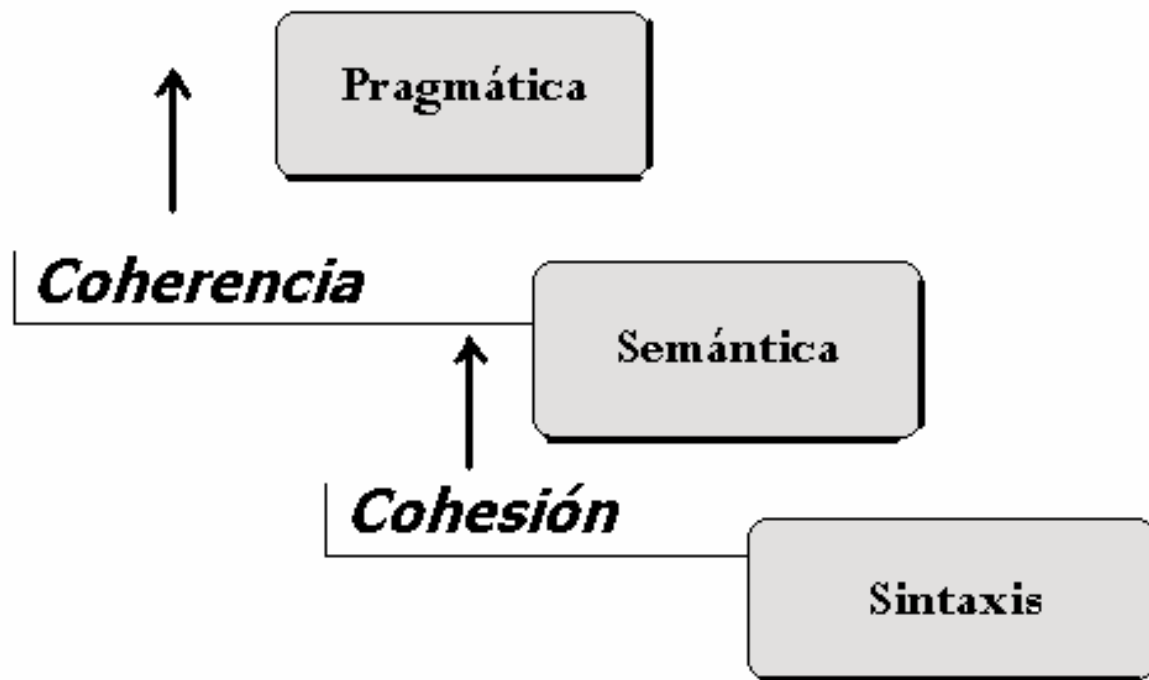 Pragmática
Coherencia
Semántica
Cohesión
Sintaxis